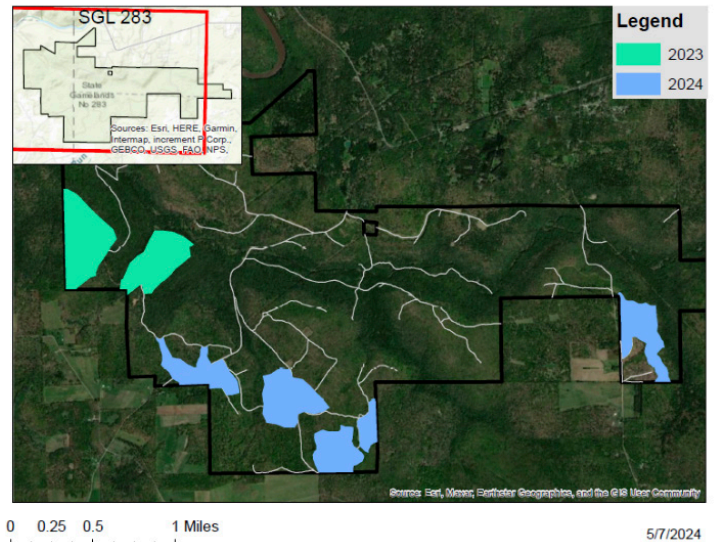 SGL 283
State
Gamelands
No 283
Sources: Esri, HERE, Garmin,
Intermap, increment P Corp.,
GEBCO, USGS, FAO, NPS,
Legend
2023
2024
Source: Esri, Maxar, Earthstar Geographics, and the GIS User Community
0 0.25 0.5 1 Miles
5/7/2024